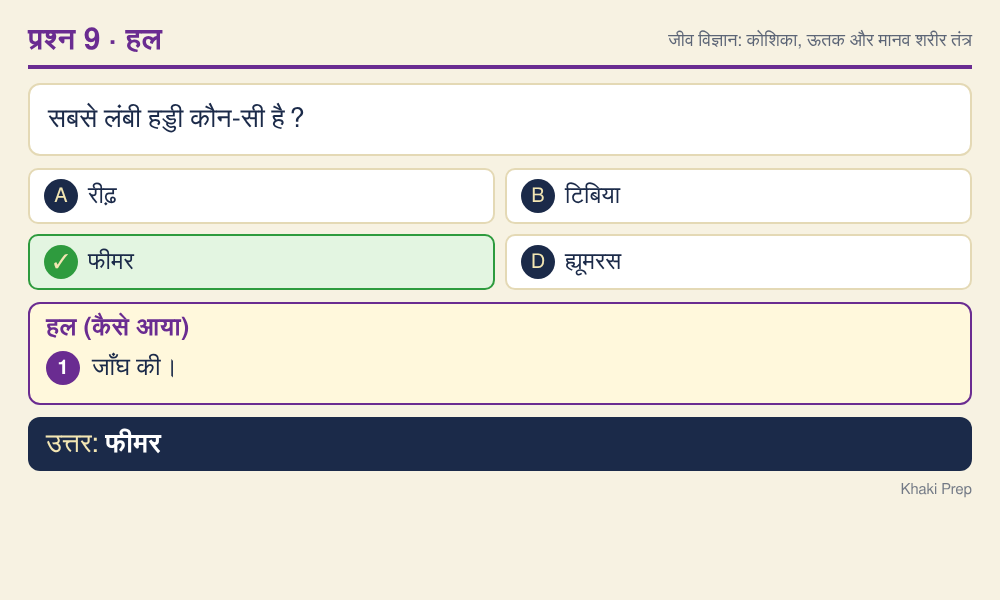 प्रश्न 9 · हल
जीव विज्ञान: कोशिका, ऊतक और मानव शरीर तंत्र
सबसे लंबी हड्डी कौन-सी है ?
A रीढ़
B टिबिया
✓ फीमर
D ह्यूमरस
हल (कैसे आया)
1 जाँघ की।
उत्तर: फीमर
Khaki Prep